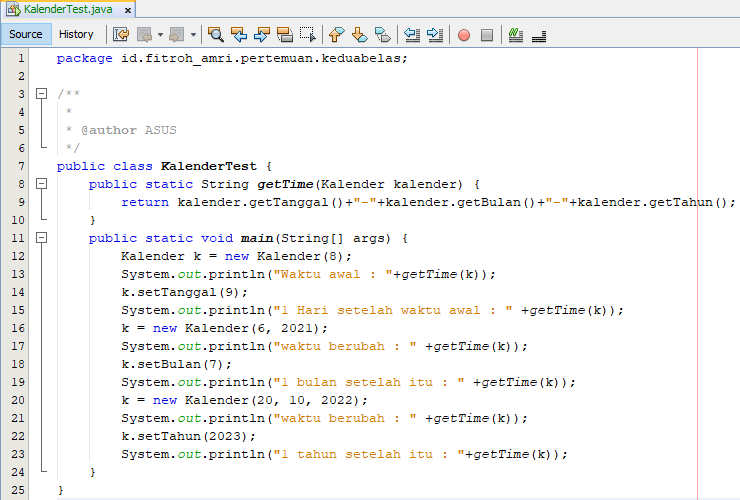 KalenderTest.java
Source History
1 package id.fitroh_amri.pertemuan.keduabelas;
2
3 /**
4 *
5 * @author ASUS
6 */
7 public class KalenderTest {
8 public static String getTime(Kalender kalender) {
9 return kalender.getTanggal()+"-"+kalender.getBulan()+"-"+kalender.getTahun();
10 }
11 public static void main(String[] args) {
12 Kalender k = new Kalender(8);
13 System.out.println("Waktu awal : "+getTime(k));
14 k.setTanggal(9);
15 System.out.println("1 Hari setelah waktu awal : " +getTime(k));
16 k = new Kalender(6, 2021);
17 System.out.println("waktu berubah : " +getTime(k));
18 k.setBulan(7);
19 System.out.println("1 bulan setelah itu : " +getTime(k));
20 k = new Kalender(20, 10, 2022);
21 System.out.println("waktu berubah : " +getTime(k));
22 k.setTahun(2023);
23 System.out.println("1 tahun setelah itu : "+getTime(k));
24 }
25 }